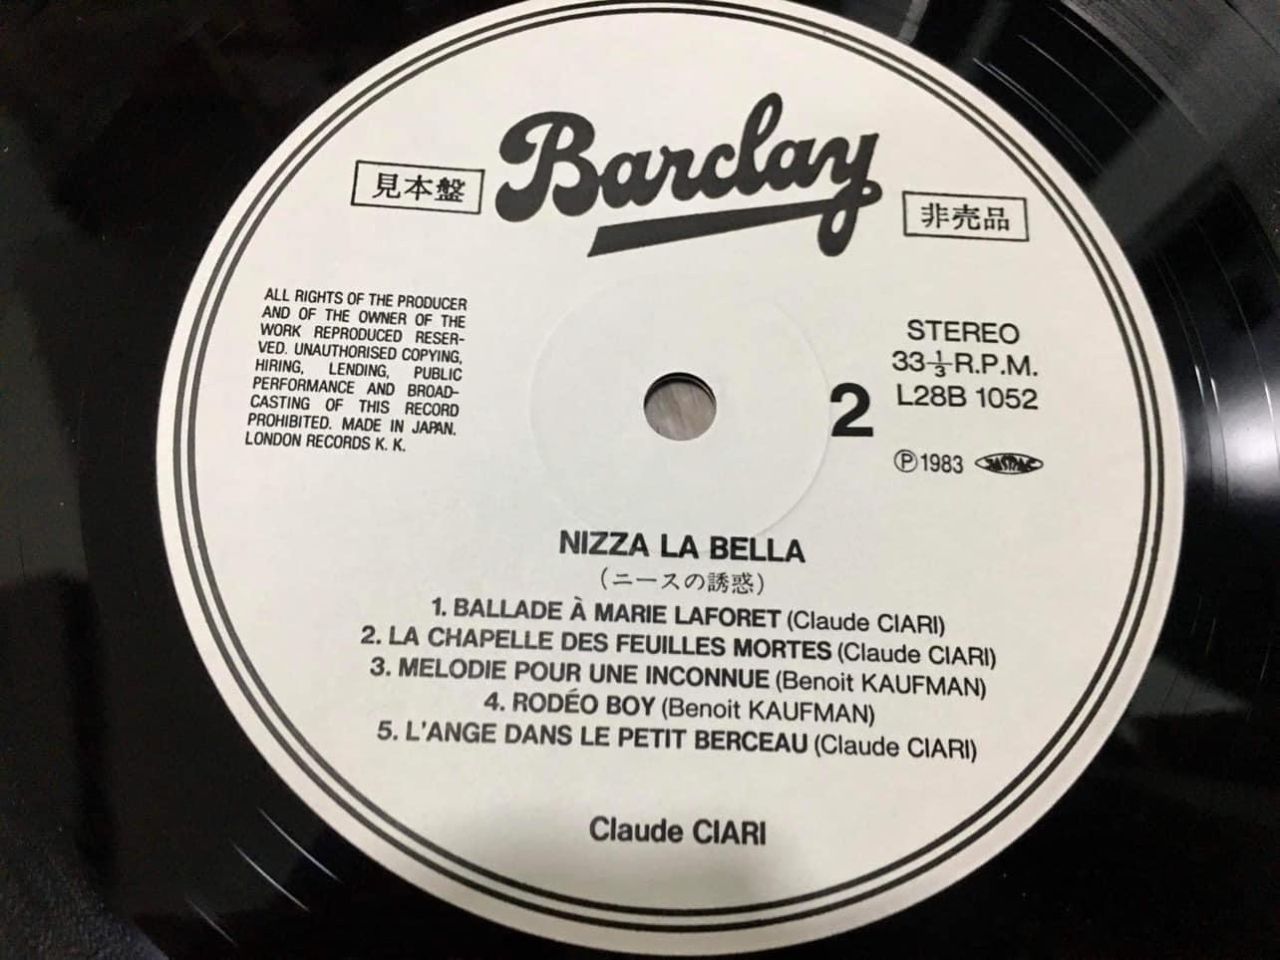 Barclay
見本盤
非売品
ALL RIGHTS OF THE PRODUCER
AND OF THE OWNER OF THE
WORK REPRODUCED RESER-
VED. UNAUTHORISED COPYING,
HIRING, LENDING, PUBLIC
PERFORMANCE AND BROAD-
CASTING OF THIS RECORD
PROHIBITED. MADE IN JAPAN.
LONDON RECORDS K. K.
STEREO
33⅓R.P.M.
L28B 1052
2
℗1983 JASRAC
NIZZA LA BELLA
(ニースの誘惑)
1. BALLADE À MARIE LAFORET (Claude CIARI)
2. LA CHAPELLE DES FEUILLES MORTES (Claude CIARI)
3. MELODIE POUR UNE INCONNUE (Benoit KAUFMAN)
4. RODÉO BOY (Benoit KAUFMAN)
5. L'ANGE DANS LE PETIT BERCEAU (Claude CIARI)
Claude CIARI